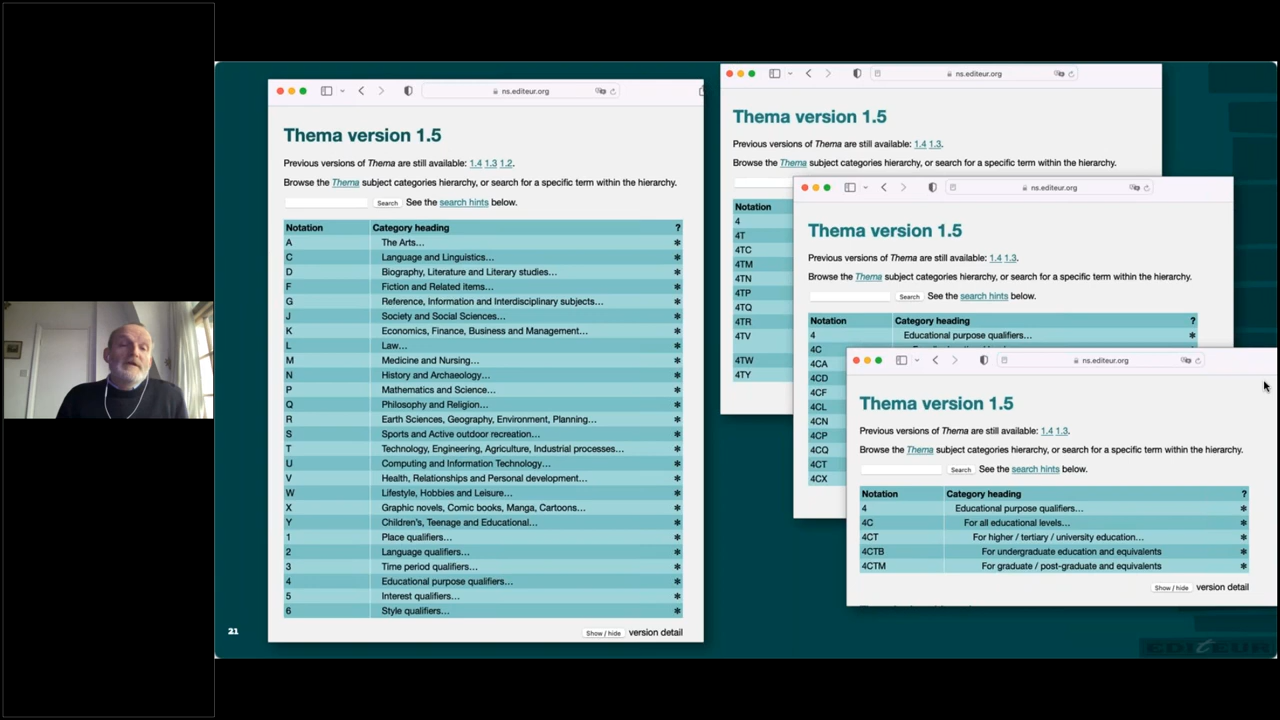 ns.editeur.org
Thema version 1.5
Previous versions of Thema are still available: 1.4 1.3 1.2.
Browse the Thema subject categories hierarchy, or search for a specific term within the hierarchy.
Search See the search hints below.
Notation Category heading ?
A The Arts… *
C Language and Linguistics… *
D Biography, Literature and Literary studies… *
F Fiction and Related items… *
G Reference, Information and Interdisciplinary subjects… *
J Society and Social Sciences… *
K Economics, Finance, Business and Management… *
L Law… *
M Medicine and Nursing… *
N History and Archaeology… *
P Mathematics and Science… *
Q Philosophy and Religion… *
R Earth Sciences, Geography, Environment, Planning… *
S Sports and Active outdoor recreation… *
T Technology, Engineering, Agriculture, Industrial processes… *
U Computing and Information Technology… *
V Health, Relationships and Personal development… *
W Lifestyle, Hobbies and Leisure… *
X Graphic novels, Comic books, Manga, Cartoons… *
Y Children’s, Teenage and Educational… *
1 Place qualifiers… *
2 Language qualifiers… *
3 Time period qualifiers… *
4 Educational purpose qualifiers… *
5 Interest qualifiers… *
6 Style qualifiers… *
Show / hide version detail
21
ns.editeur.org
Thema version 1.5
Previous versions of Thema are still available: 1.4 1.3.
Browse the Thema subject categories hierarchy, or search for a specific term within the hierarchy.
Notation
4
4T
4TC
4TM
4TN
4TP
4TQ
4TR
4TV
4TW
4TY
ns.editeur.org
Thema version 1.5
Previous versions of Thema are still available: 1.4 1.3.
Browse the Thema subject categories hierarchy, or search for a specific term within the hierarchy.
Search See the search hints below.
Notation Category heading ?
4 Educational purpose qualifiers… *
4C
4CA
4CD
4CF
4CL
4CN
4CP
4CQ
4CT
4CX
ns.editeur.org
Thema version 1.5
Previous versions of Thema are still available: 1.4 1.3.
Browse the Thema subject categories hierarchy, or search for a specific term within the hierarchy.
Search See the search hints below.
Notation Category heading ?
4 Educational purpose qualifiers… *
4C For all educational levels… *
4CT For higher / tertiary / university education… *
4CTB For undergraduate education and equivalents *
4CTM For graduate / post-graduate and equivalents *
Show / hide version detail
EDItEUR